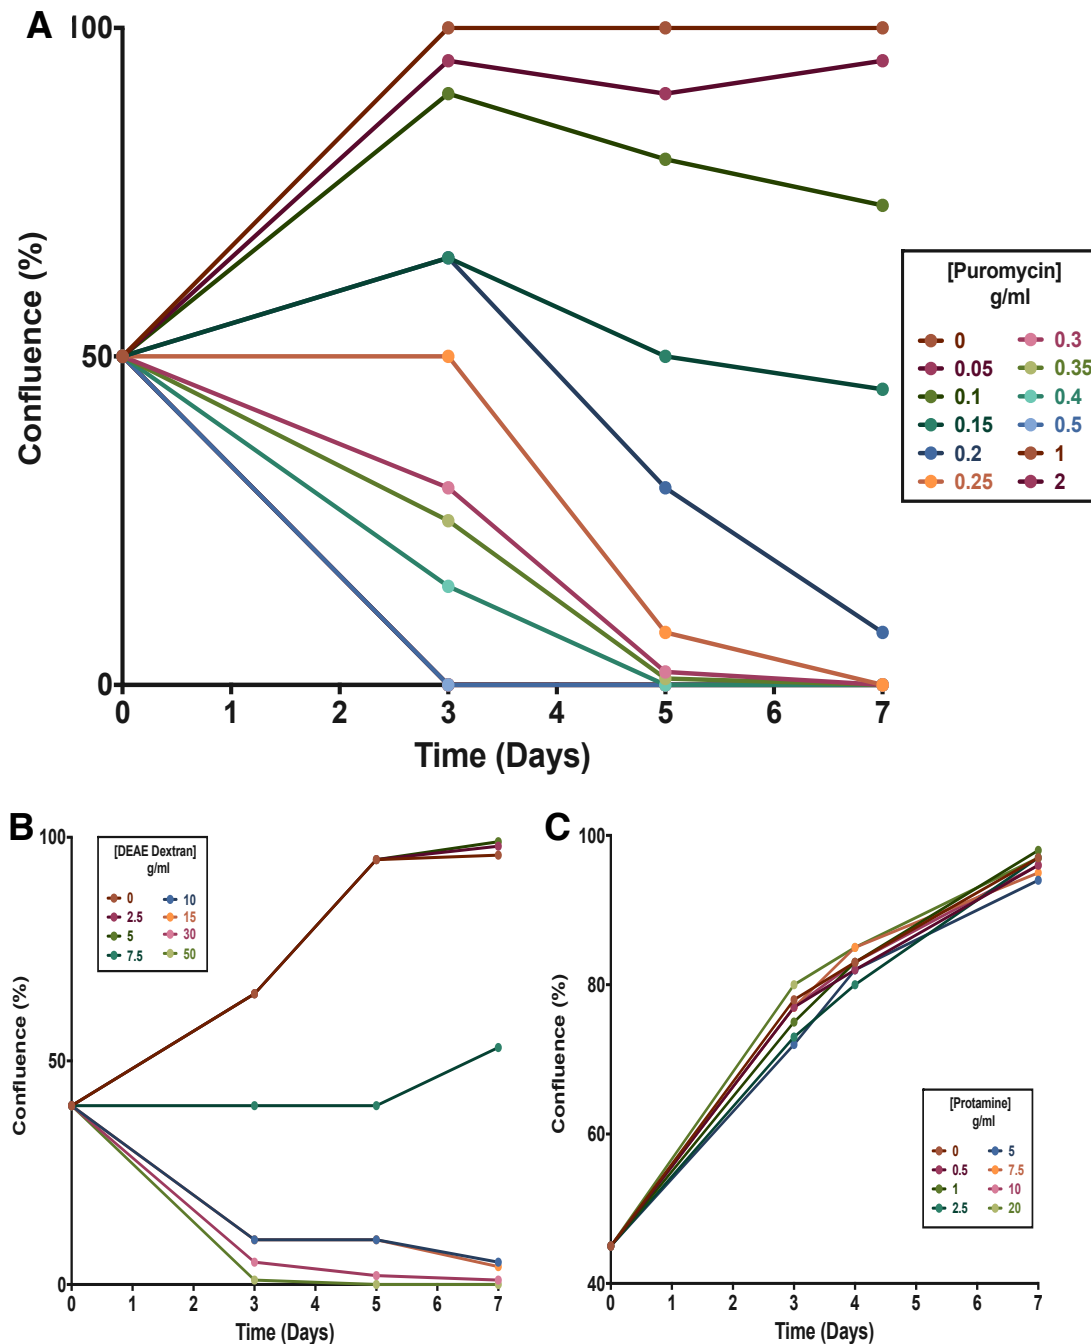 A
100
50
0
0 1 2 3 4 5 6 7
Confluence (%)
Time (Days)
[Puromycin]
g/ml
0 0.3
0.05 0.35
0.1 0.4
0.15 0.5
0.2 1
0.25 2
B
100
50
0
0 1 2 3 4 5 6 7
Confluence (%)
Time (Days)
[DEAE Dextran]
g/ml
0 10
2.5 15
5 30
7.5 50
C
100
80
60
40
0 1 2 3 4 5 6 7
Confluence (%)
Time (Days)
[Protamine]
g/ml
0 5
0.5 7.5
1 10
2.5 20